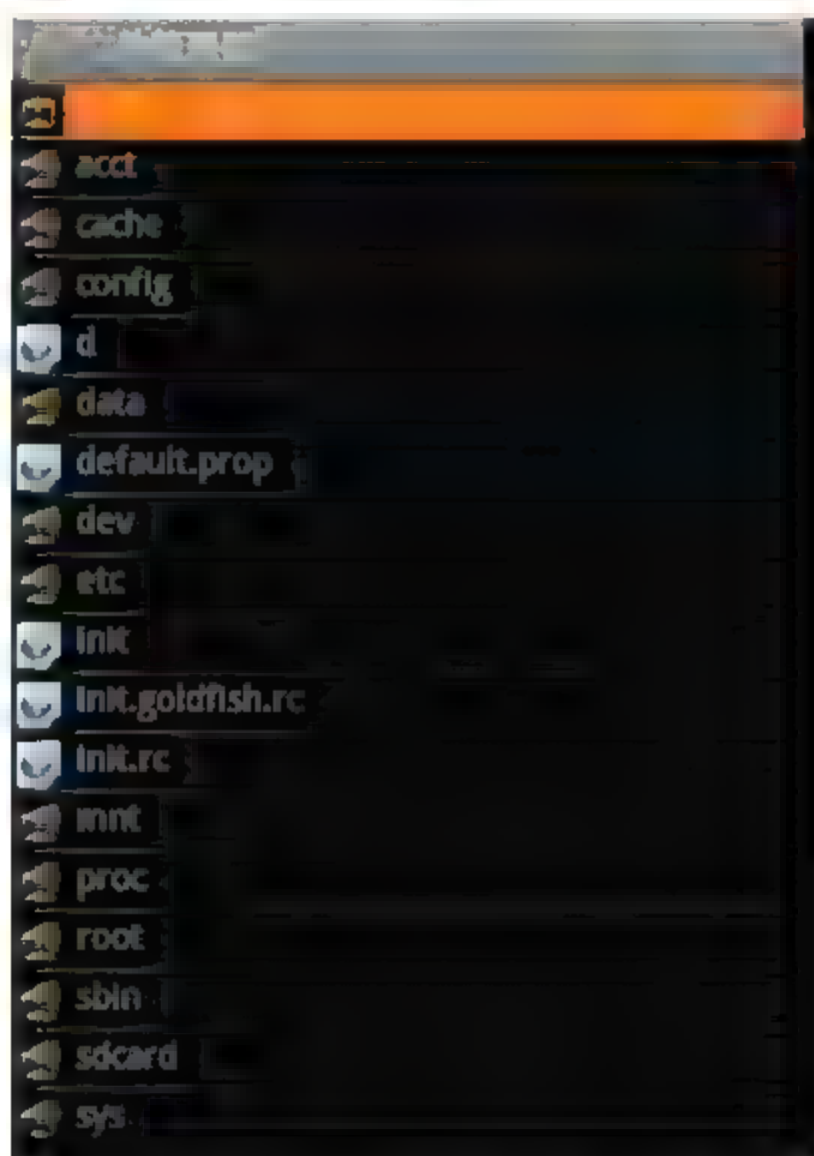 acct
cache
config
d
data
default.prop
dev
etc
init
init.goldfish.rc
init.rc
mnt
proc
root
sbin
sdcard
sys